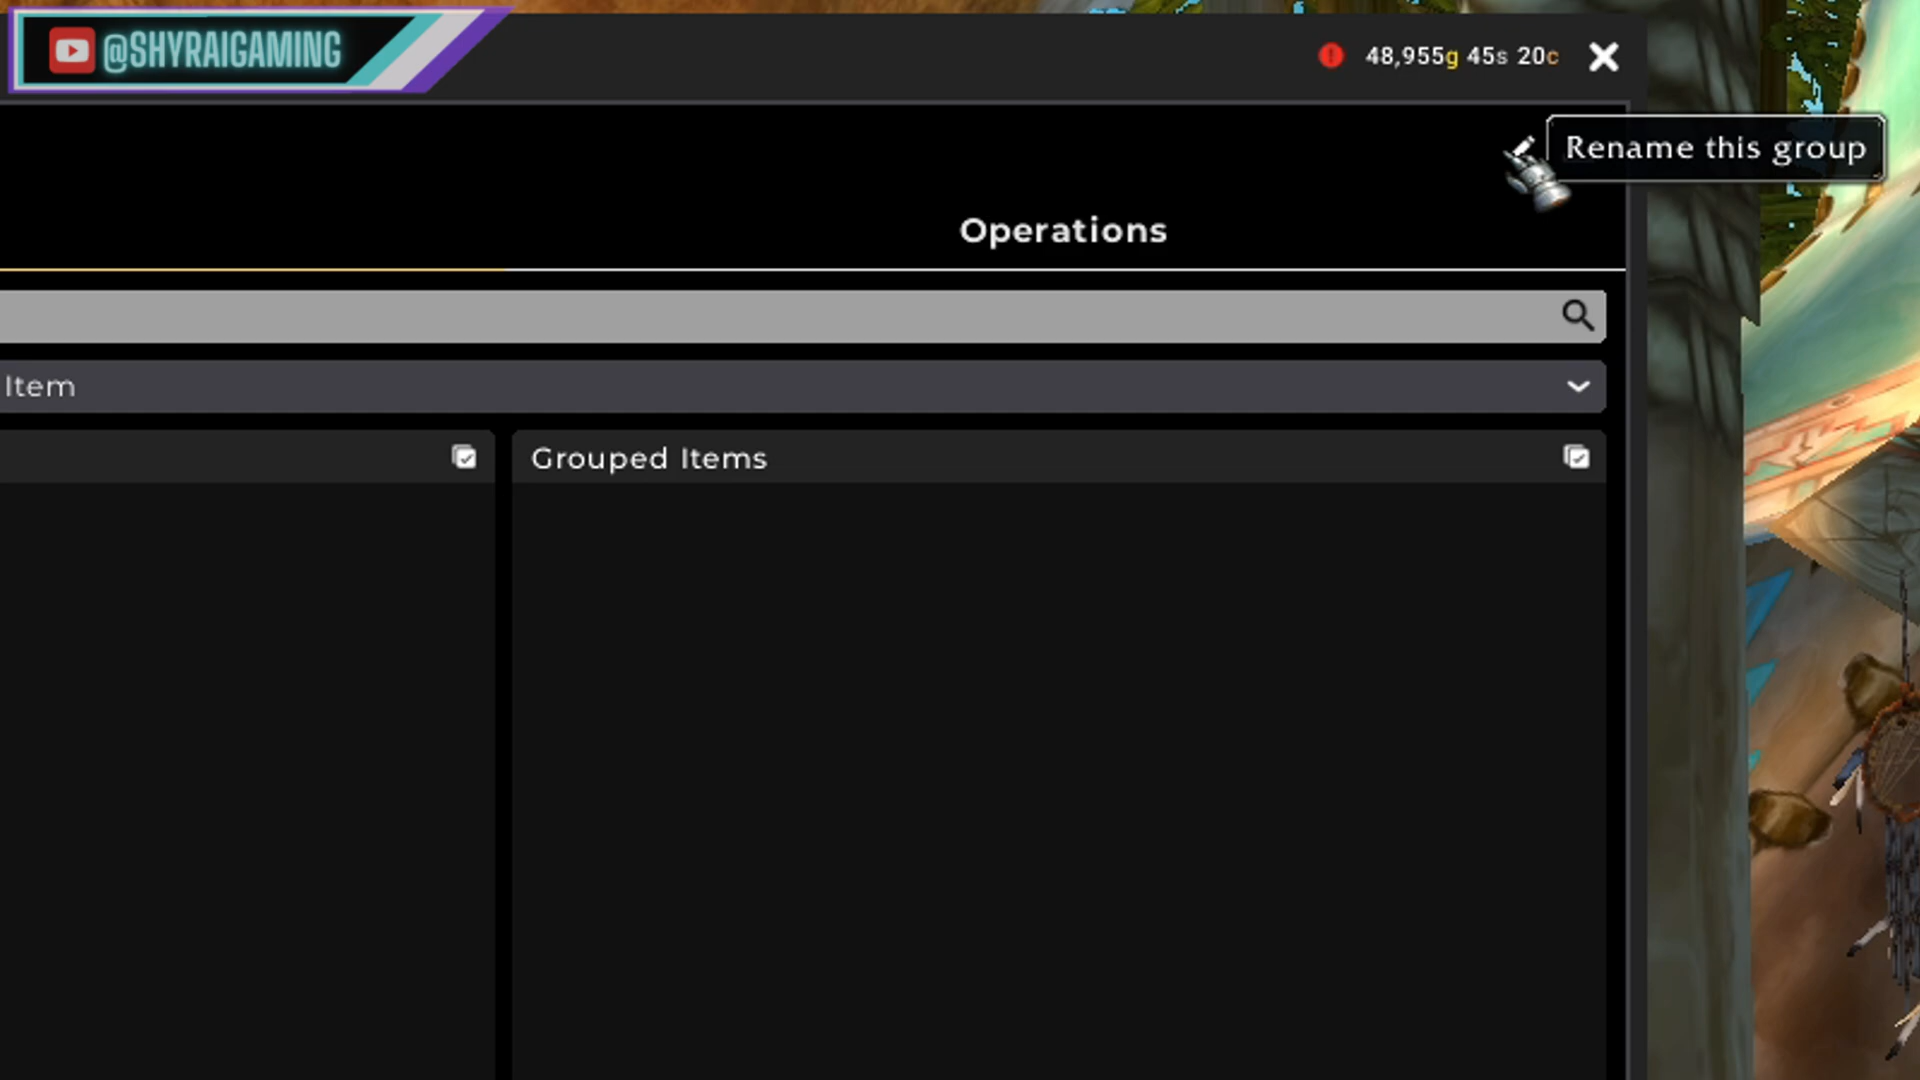 @SHYRAIGAMING
48,955g 45s 20c
Rename this group
Operations
Item
Grouped Items